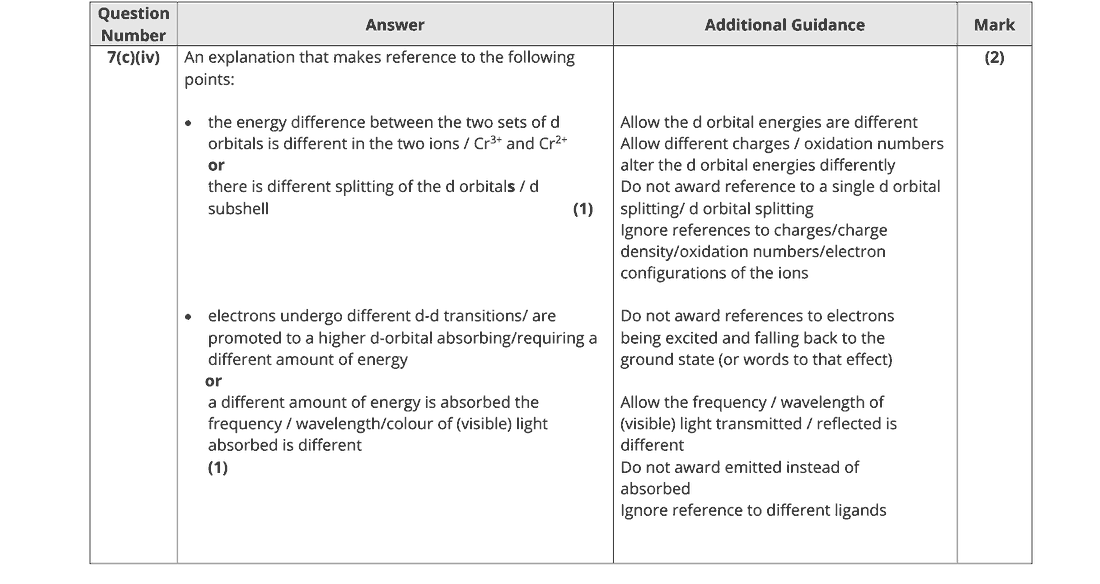 Question
Number
Answer
Additional Guidance
Mark
7(c)(iv)
An explanation that makes reference to the following
points:
(2)
• the energy difference between the two sets of d
orbitals is different in the two ions / Cr³⁺ and Cr²⁺
or
there is different splitting of the d orbitals / d
subshell (1)
Allow the d orbital energies are different
Allow different charges / oxidation numbers
alter the d orbital energies differently
Do not award reference to a single d orbital
splitting/ d orbital splitting
Ignore references to charges/charge
density/oxidation numbers/electron
configurations of the ions
• electrons undergo different d-d transitions/ are
promoted to a higher d-orbital absorbing/requiring a
different amount of energy
or
a different amount of energy is absorbed the
frequency / wavelength/colour of (visible) light
absorbed is different
(1)
Do not award references to electrons
being excited and falling back to the
ground state (or words to that effect)
Allow the frequency / wavelength of
(visible) light transmitted / reflected is
different
Do not award emitted instead of
absorbed
Ignore reference to different ligands